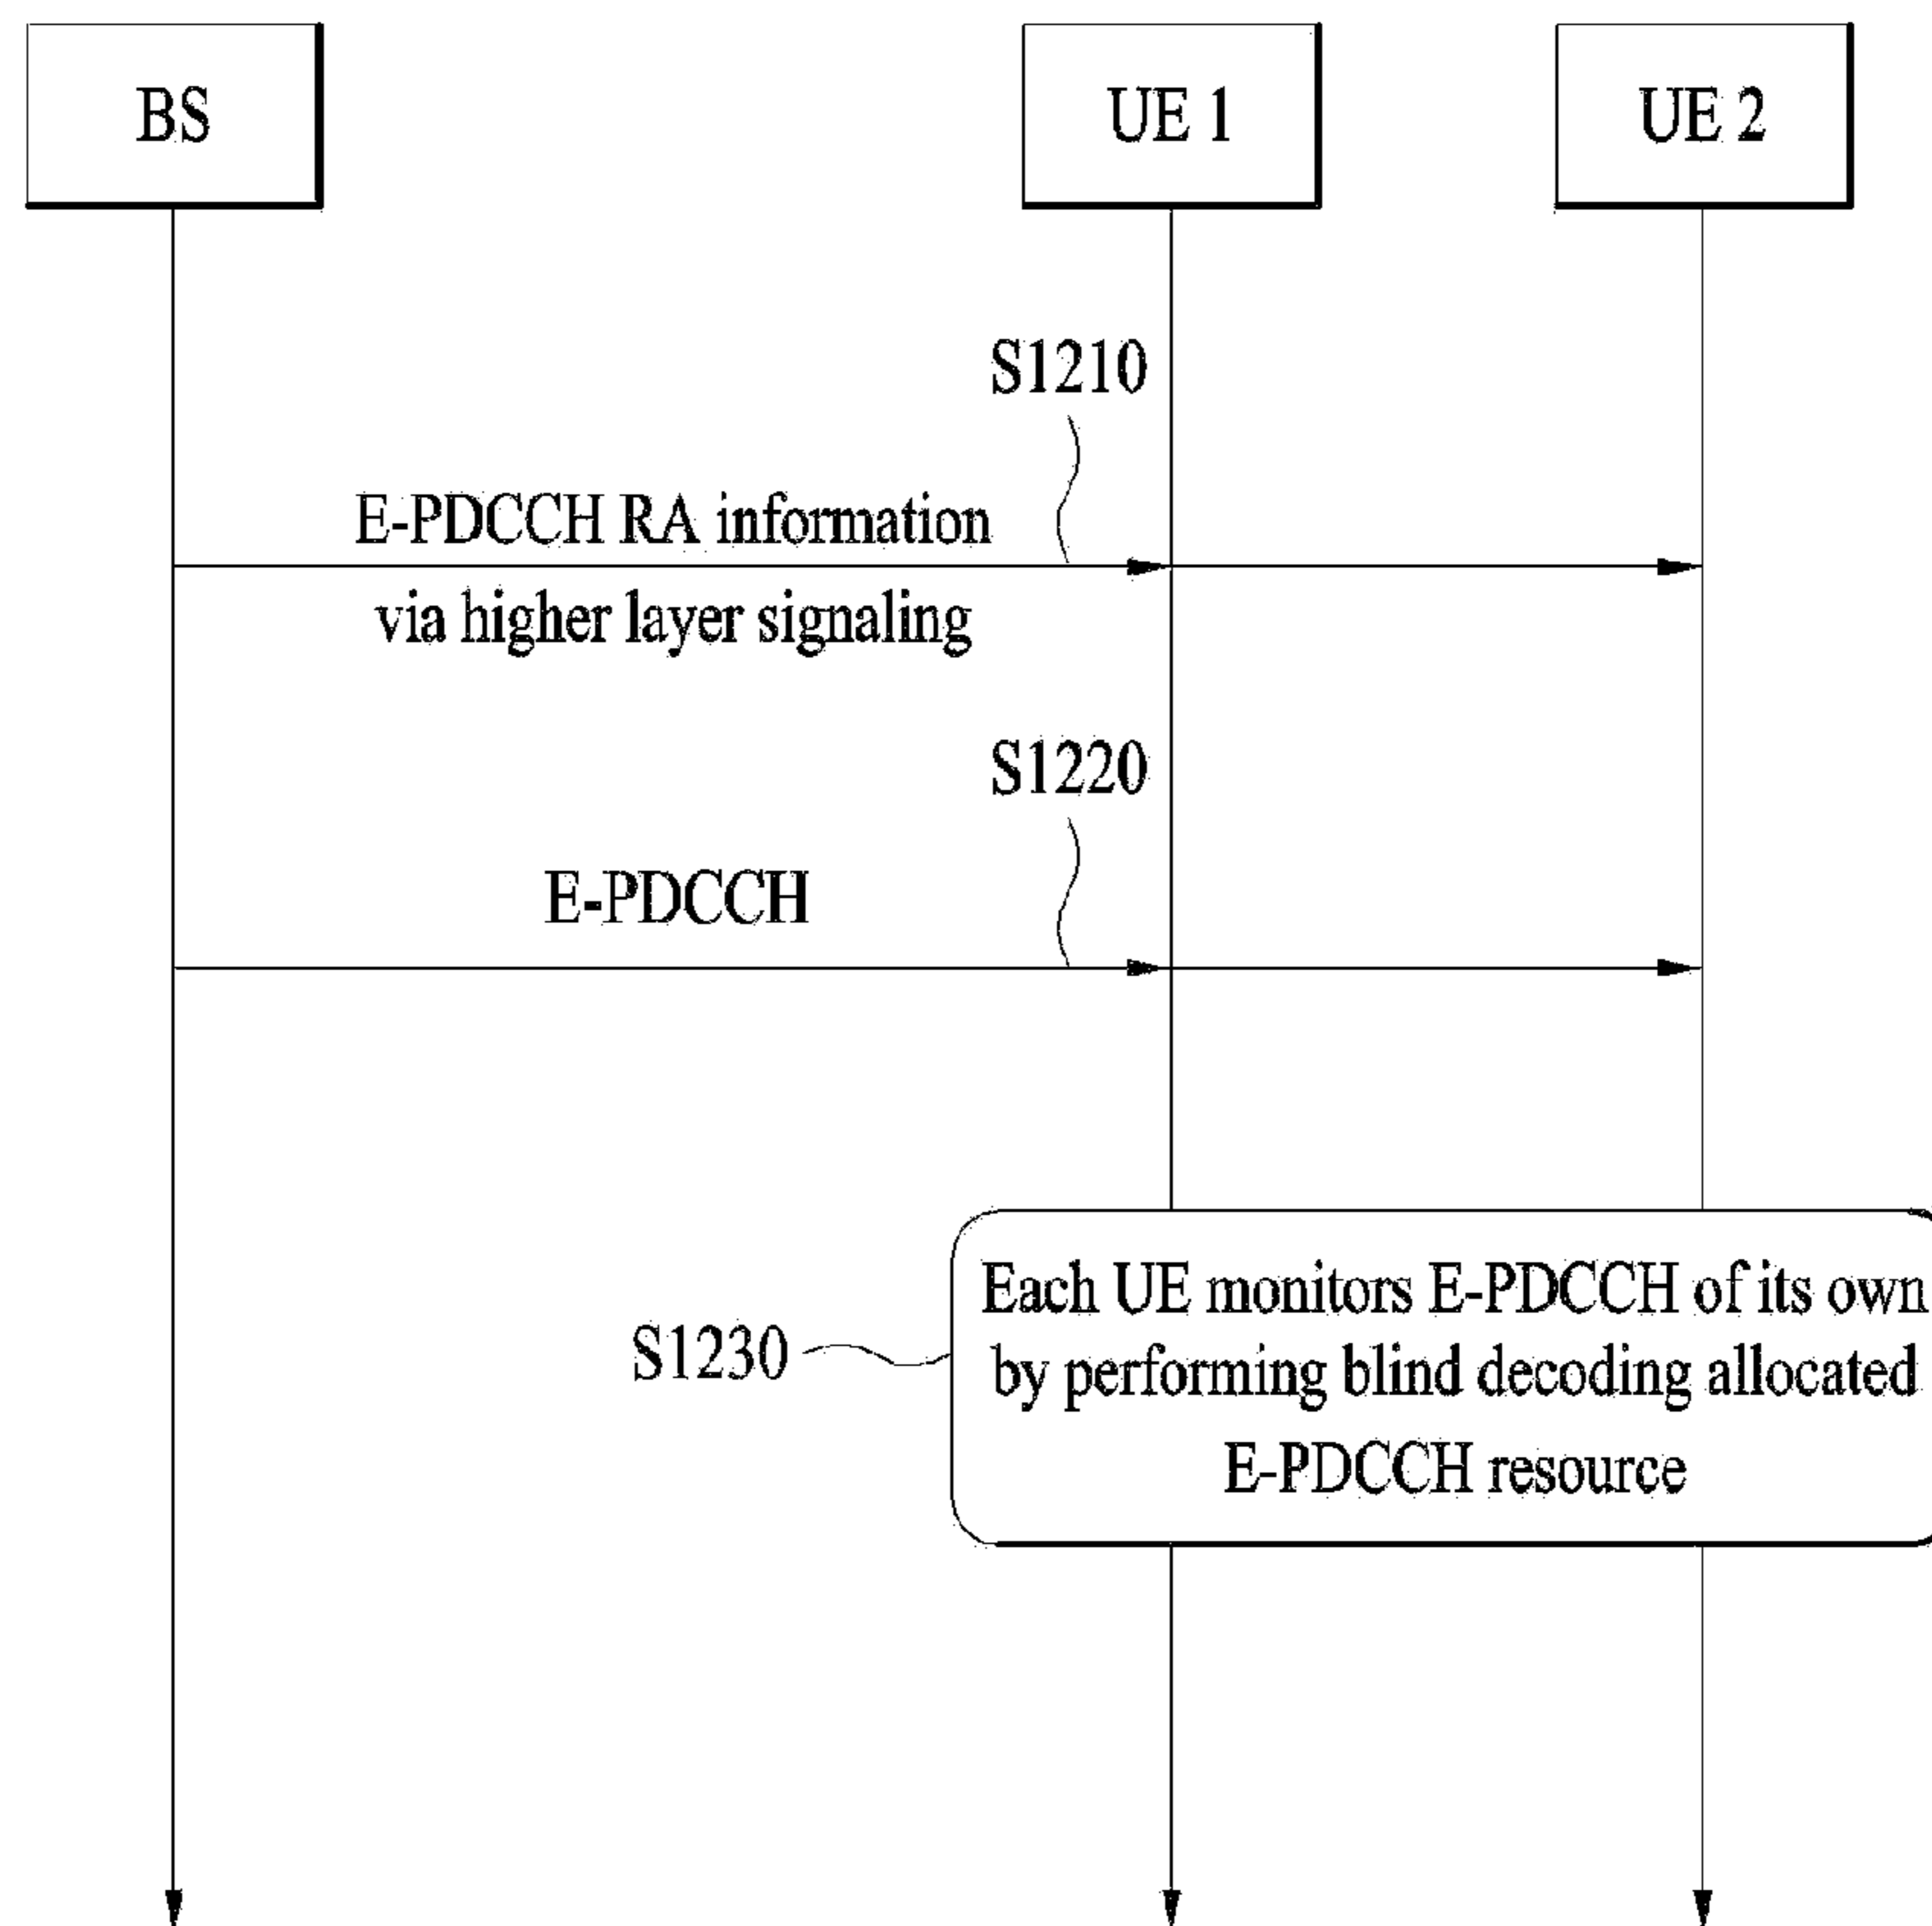 BS
UE 1
UE 2
S1210
E-PDCCH RA information
via higher layer signaling
S1220
E-PDCCH
Each UE monitors E-PDCCH of its own
by performing blind decoding allocated
S1230
E-PDCCH resource